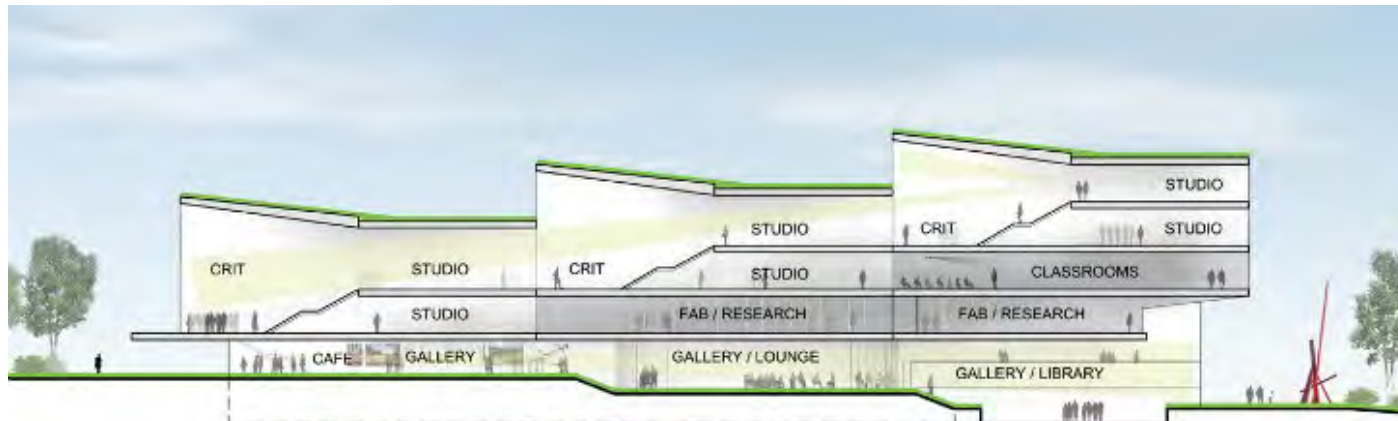 STUDIO
STUDIO
CRIT
STUDIO
CRIT
STUDIO
CRIT
STUDIO
CLASSROOMS
STUDIO
FAB / RESEARCH
FAB / RESEARCH
CAFE
GALLERY
GALLERY / LOUNGE
GALLERY / LIBRARY